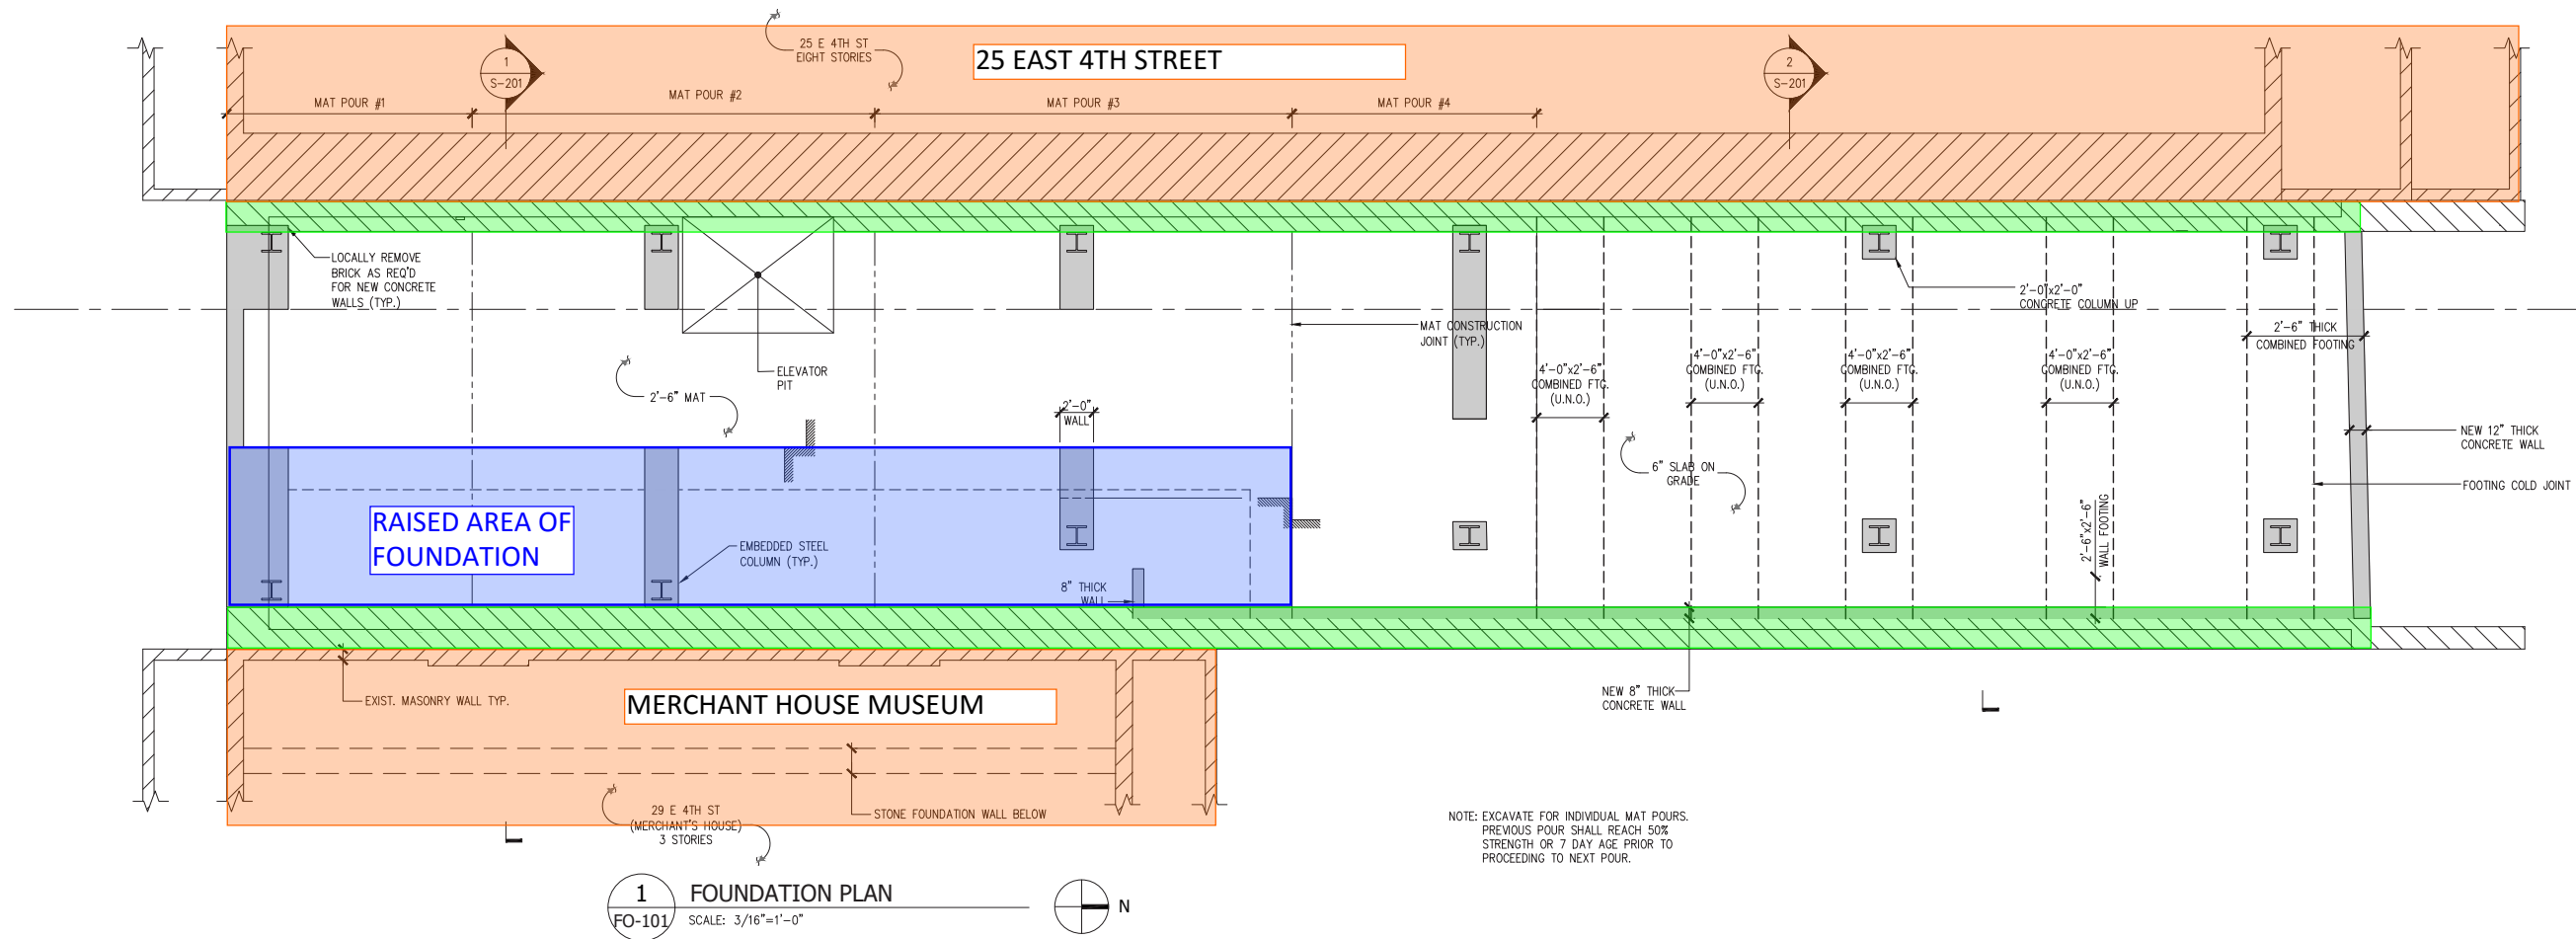 25 E 4TH ST
EIGHT STORIES
25 EAST 4TH STREET
1
S-201
2
S-201
MAT POUR #1
MAT POUR #2
MAT POUR #3
MAT POUR #4
LOCALLY REMOVE
BRICK AS REQ'D
FOR NEW CONCRETE
WALLS (TYP.)
2'-0"x2'-0"
CONCRETE COLUMN UP
MAT CONSTRUCTION
JOINT (TYP.)
2'-6" THICK
COMBINED FOOTING
ELEVATOR
PIT
2'-6" MAT
2'-0"
WALL
4'-0"x2'-6"
COMBINED FTG.
(U.N.O.)
4'-0"x2'-6"
COMBINED FTG.
(U.N.O.)
4'-0"x2'-6"
COMBINED FTG.
(U.N.O.)
4'-0"x2'-6"
COMBINED FTG.
(U.N.O.)
NEW 12" THICK
CONCRETE WALL
6" SLAB ON
GRADE
FOOTING COLD JOINT
2'-6"x2'-6"
WALL FOOTING
RAISED AREA OF
FOUNDATION
EMBEDDED STEEL
COLUMN (TYP.)
8" THICK
WALL
EXIST. MASONRY WALL TYP.
MERCHANT HOUSE MUSEUM
NEW 8" THICK
CONCRETE WALL
29 E 4TH ST
(MERCHANT'S HOUSE)
3 STORIES
STONE FOUNDATION WALL BELOW
NOTE: EXCAVATE FOR INDIVIDUAL MAT POURS.
PREVIOUS POUR SHALL REACH 50%
STRENGTH OR 7 DAY AGE PRIOR TO
PROCEEDING TO NEXT POUR.
1
FO-101
FOUNDATION PLAN
SCALE: 3/16"=1'-0"
N